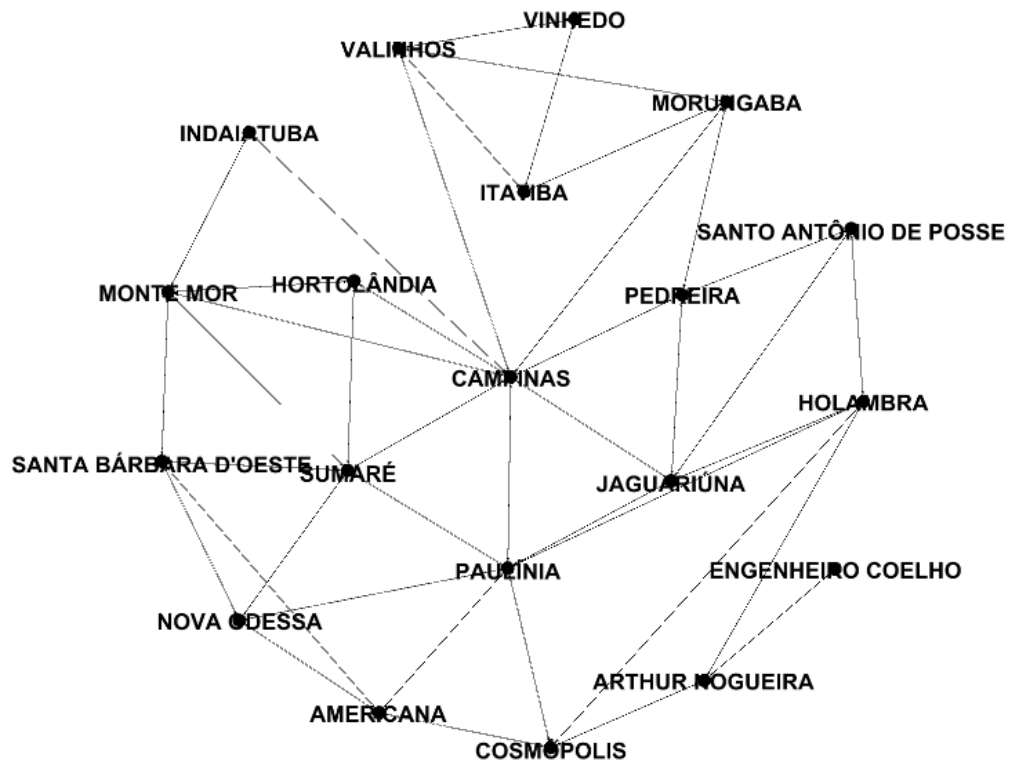 VINHEDO
VALINHOS
MORUNGABA
INDAIATUBA
ITATIBA
SANTO ANTÔNIO DE POSSE
HORTOLÂNDIA
MONTE MOR
PEDREIRA
CAMPINAS
HOLAMBRA
SANTA BÁRBARA D'OESTE
SUMARÉ
JAGUARIÚNA
PAULÍNIA
ENGENHEIRO COELHO
NOVA ODESSA
ARTHUR NOGUEIRA
AMERICANA
COSMÓPOLIS